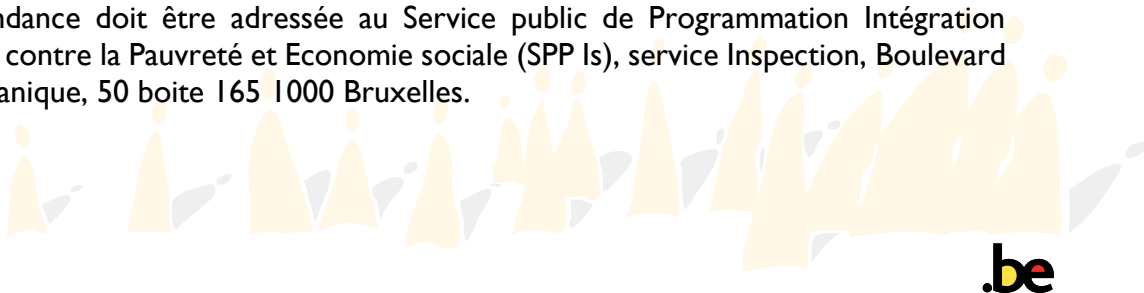 ndance doit être adressée au Service public de Programmation Intégration
contre la Pauvreté et Economie sociale (SPP Is), service Inspection, Boulevard
anique, 50 boite 165 1000 Bruxelles.
.be